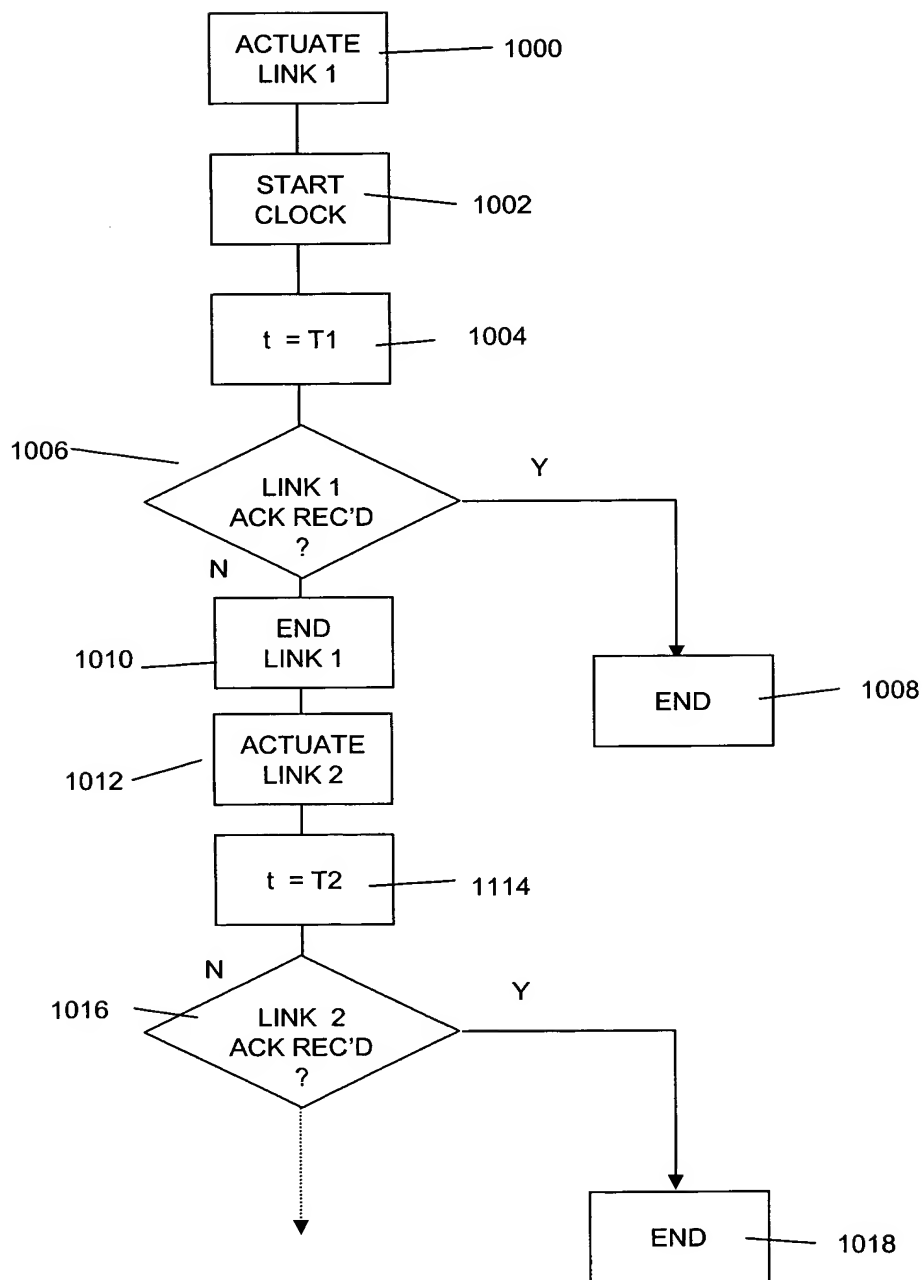 ACTUATE
LINK 1
1000
START
CLOCK
1002
t = T1
1004
1006
LINK 1
ACK REC'D
?
Y
N
END
LINK 1
1010
END
1008
ACTUATE
LINK 2
1012
t = T2
1114
N
Y
1016
LINK 2
ACK REC'D
?
END
1018